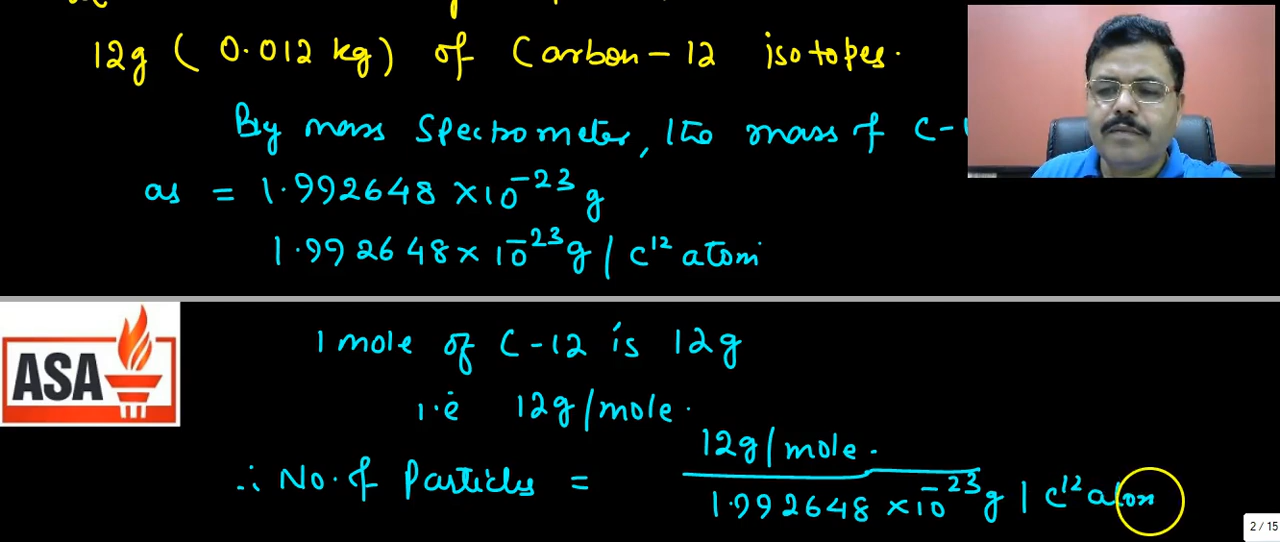 12g ( 0.012 kg) of Carbon-12 isotopes.
By mass Spectrometer, the mass of C-
as = 1.992648 ×10⁻²³ g
1.992648 × 10⁻²³ g / C¹² atom
ASA
1 mole of C-12 is 12g
i.e 12g/mole.
12g/mole.
∴ No. of Particles =
1.992648 ×10⁻²³ g / C¹² atom
2 / 15